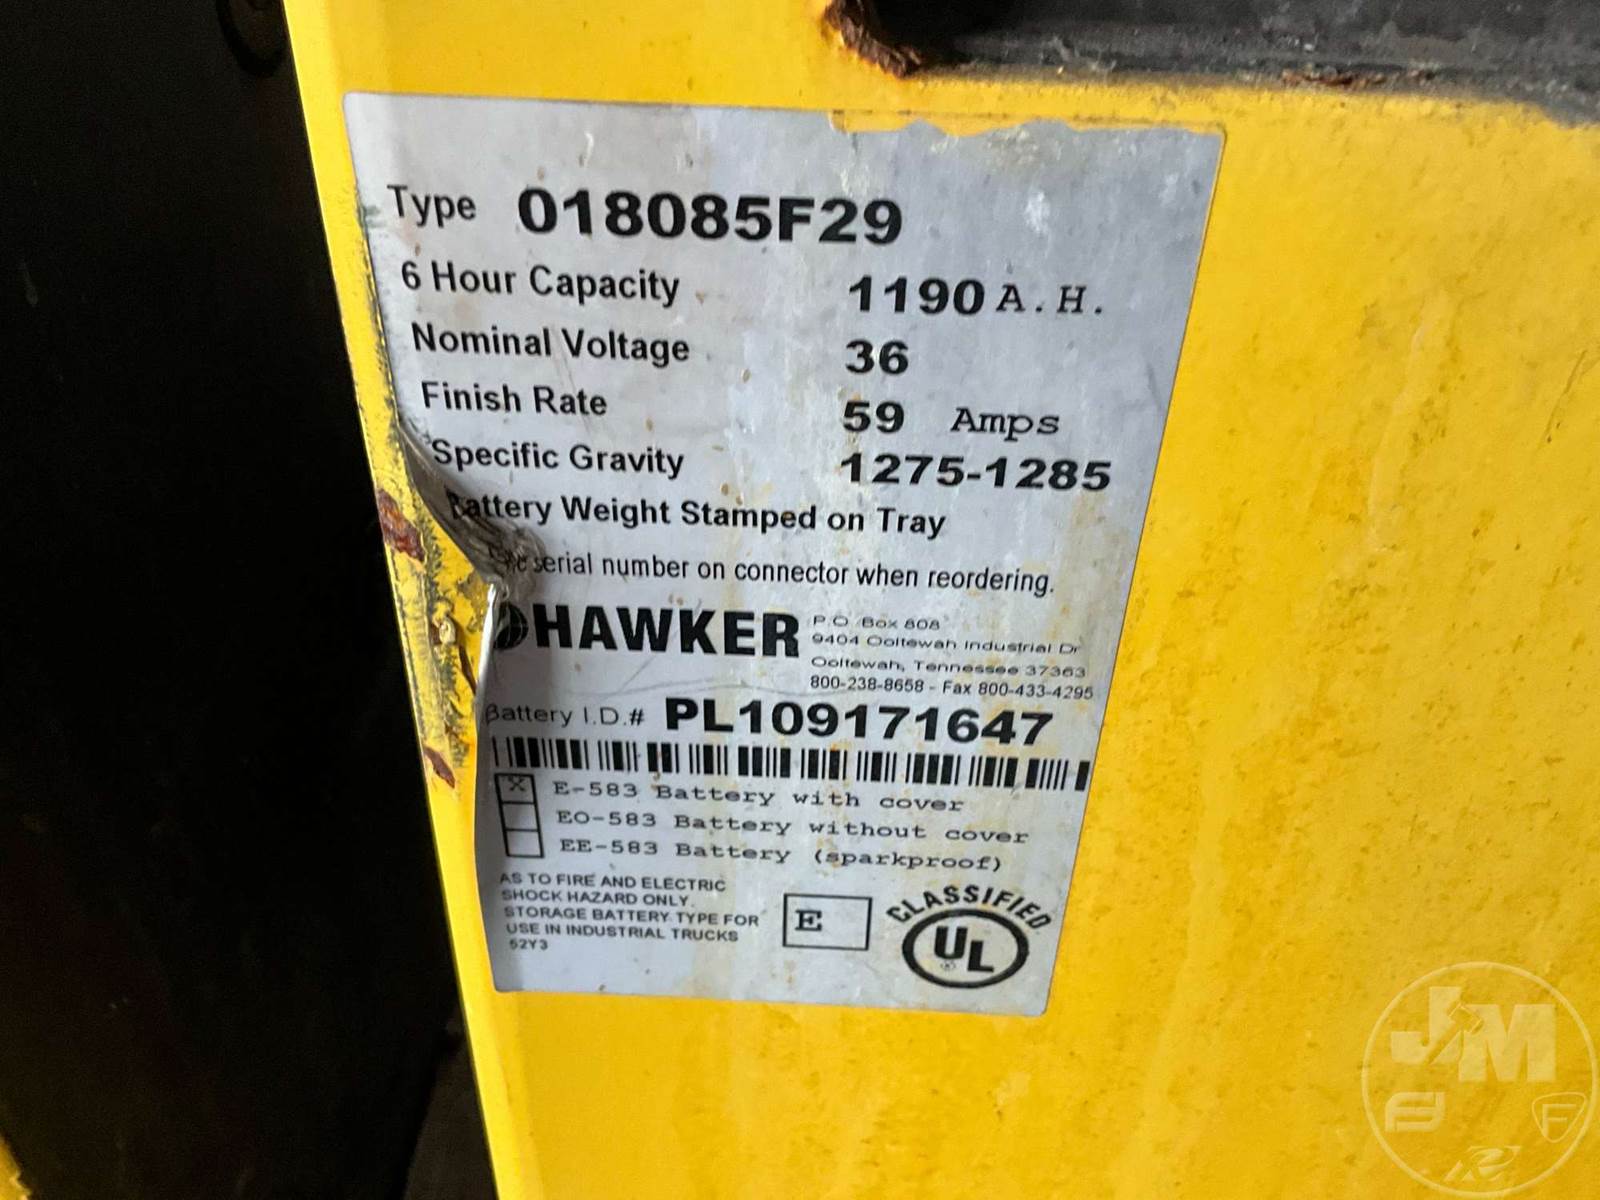 Type 018085F29
6 Hour Capacity 1190 A.H.
Nominal Voltage 36
Finish Rate 59 Amps
Specific Gravity 1275-1285
Battery Weight Stamped on Tray
serial number on connector when reordering.
HAWKER
P.O. Box 808
9404 Ooltewah Industrial Dr
Ooltewah, Tennessee 37363
800-238-8658 - Fax 800-433-4295
Battery I.D.# PL109171647
X E-583 Battery with cover
EO-583 Battery without cover
EE-583 Battery (sparkproof)
AS TO FIRE AND ELECTRIC
SHOCK HAZARD ONLY.
STORAGE BATTERY TYPE FOR
USE IN INDUSTRIAL TRUCKS
52Y3
E
CLASSIFIED
UL
®
J M
F